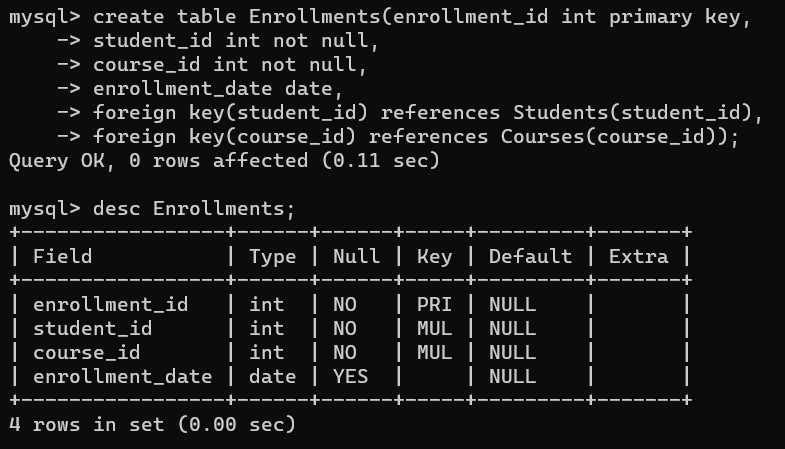 mysql> create table Enrollments(enrollment_id int primary key,
    -> student_id int not null,
    -> course_id int not null,
    -> enrollment_date date,
    -> foreign key(student_id) references Students(student_id),
    -> foreign key(course_id) references Courses(course_id));
Query OK, 0 rows affected (0.11 sec)

mysql> desc Enrollments;
+-----------------+------+------+-----+---------+-------+
| Field           | Type | Null | Key | Default | Extra |
+-----------------+------+------+-----+---------+-------+
| enrollment_id   | int  | NO   | PRI | NULL    |       |
| student_id      | int  | NO   | MUL | NULL    |       |
| course_id       | int  | NO   | MUL | NULL    |       |
| enrollment_date | date | YES  |     | NULL    |       |
+-----------------+------+------+-----+---------+-------+
4 rows in set (0.00 sec)